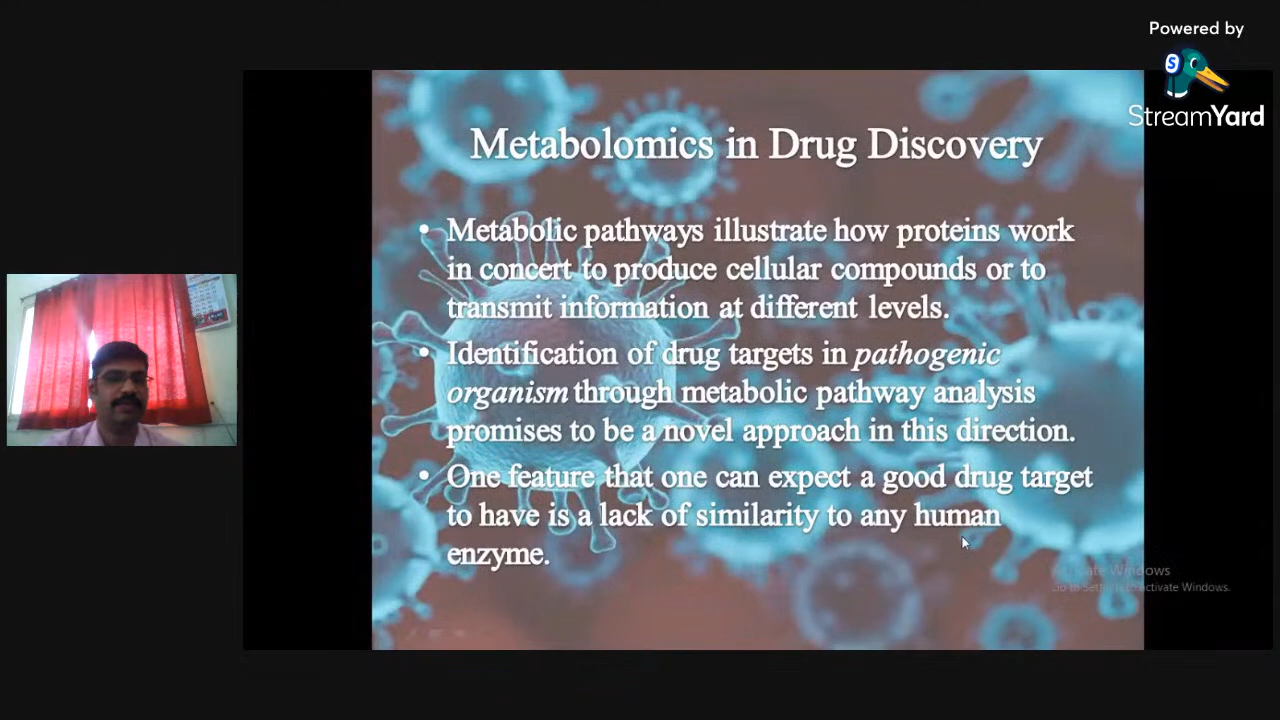 Powered by
StreamYard
Metabolomics in Drug Discovery
• Metabolic pathways illustrate how proteins work
in concert to produce cellular compounds or to
transmit information at different levels.
• Identification of drug targets in pathogenic
organism through metabolic pathway analysis
promises to be a novel approach in this direction.
• One feature that one can expect a good drug target
to have is a lack of similarity to any human
enzyme.
Activate Windows
Go to Settings to activate Windows.